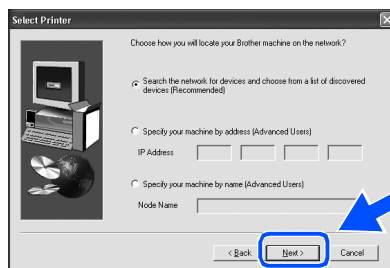 Select Printer
Choose how you will locate your Brother machine on the network?
Search the network for devices and choose from a list of discovered
devices (Recommended)
Specify your machine by address (Advanced Users)
IP Address
Specify your machine by name (Advanced Users)
Node Name
< Back
Next >
Cancel